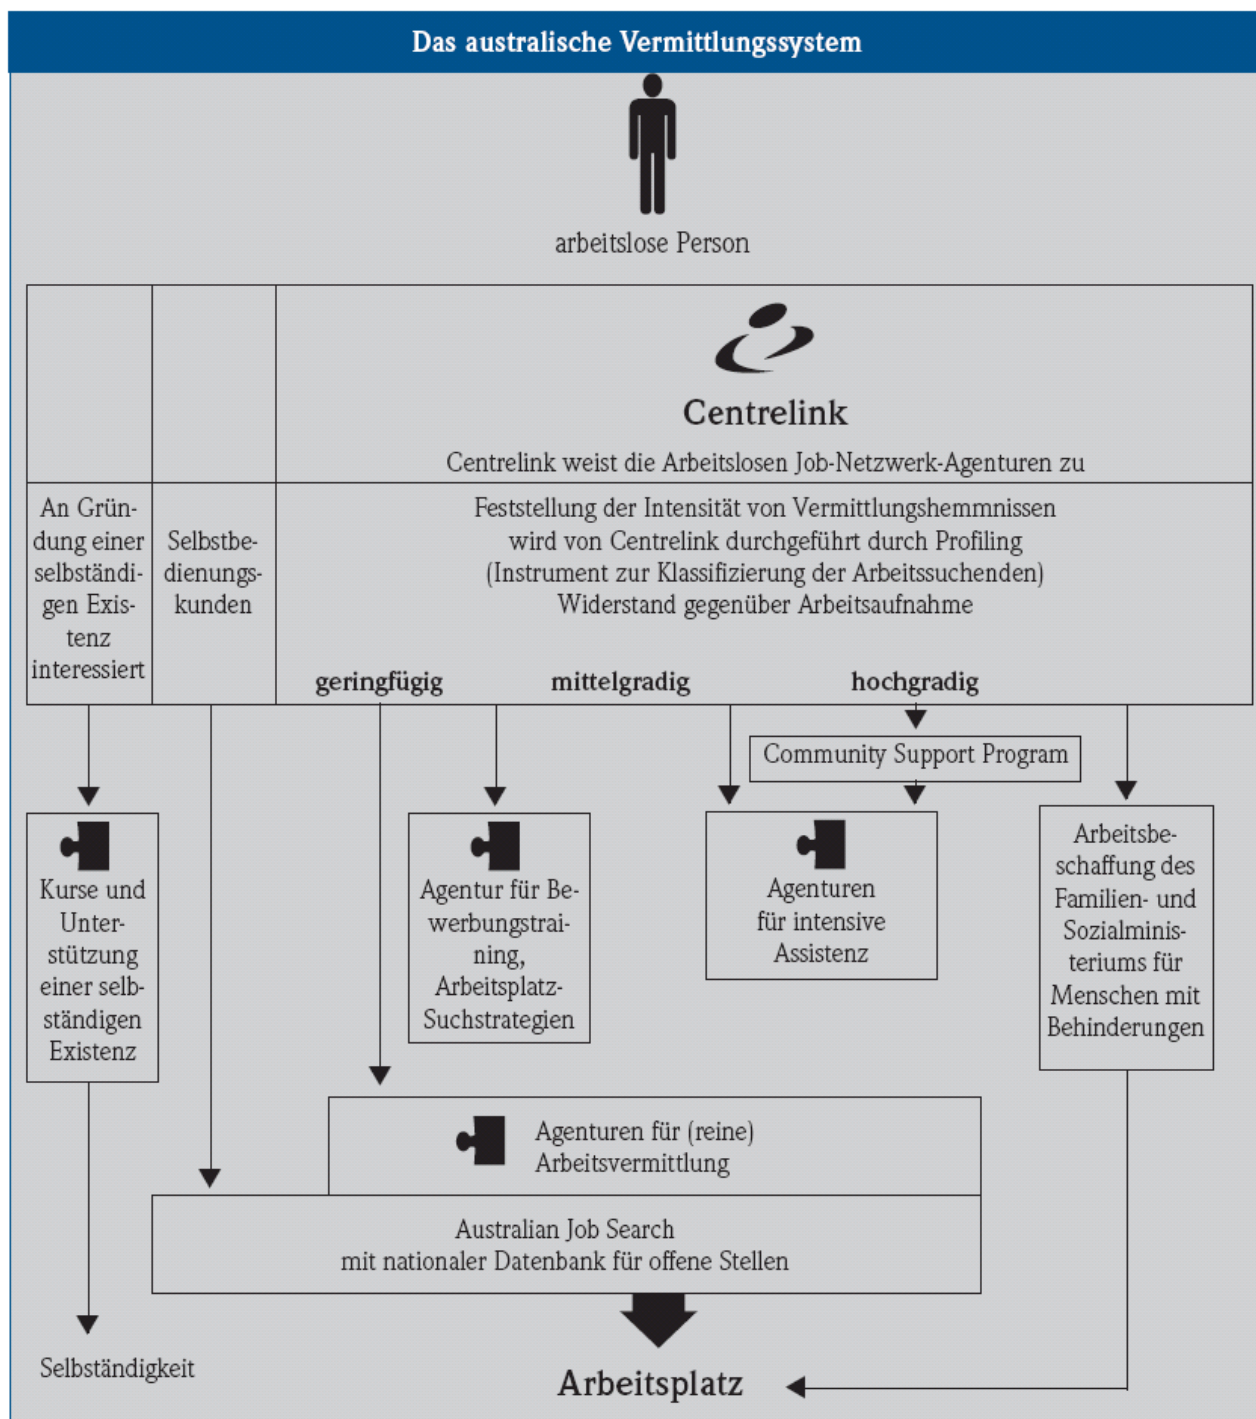 Das australische Vermittlungssystem
arbeitslose Person
Centrelink
Centrelink weist die Arbeitslosen Job-Netzwerk-Agenturen zu
An Grün-
dung einer
selbständi-
gen Exis-
tenz
interessiert
Selbstbe-
dienungs-
kunden
Feststellung der Intensität von Vermittlungshemmnissen
wird von Centrelink durchgeführt durch Profiling
(Instrument zur Klassifizierung der Arbeitssuchenden)
Widerstand gegenüber Arbeitsaufnahme
geringfügig
mittelgradig
hochgradig
Community Support Program
Kurse und
Unter-
stützung
einer selb-
ständigen
Existenz
Agentur für Be-
werbungstrai-
ning,
Arbeitsplatz-
Suchstrategien
Agenturen
für intensive
Assistenz
Arbeitsbe-
schaffung des
Familien- und
Sozialminis-
teriums für
Menschen mit
Behinderungen
Agenturen für (reine)
Arbeitsvermittlung
Australian Job Search
mit nationaler Datenbank für offene Stellen
Selbständigkeit
Arbeitsplatz